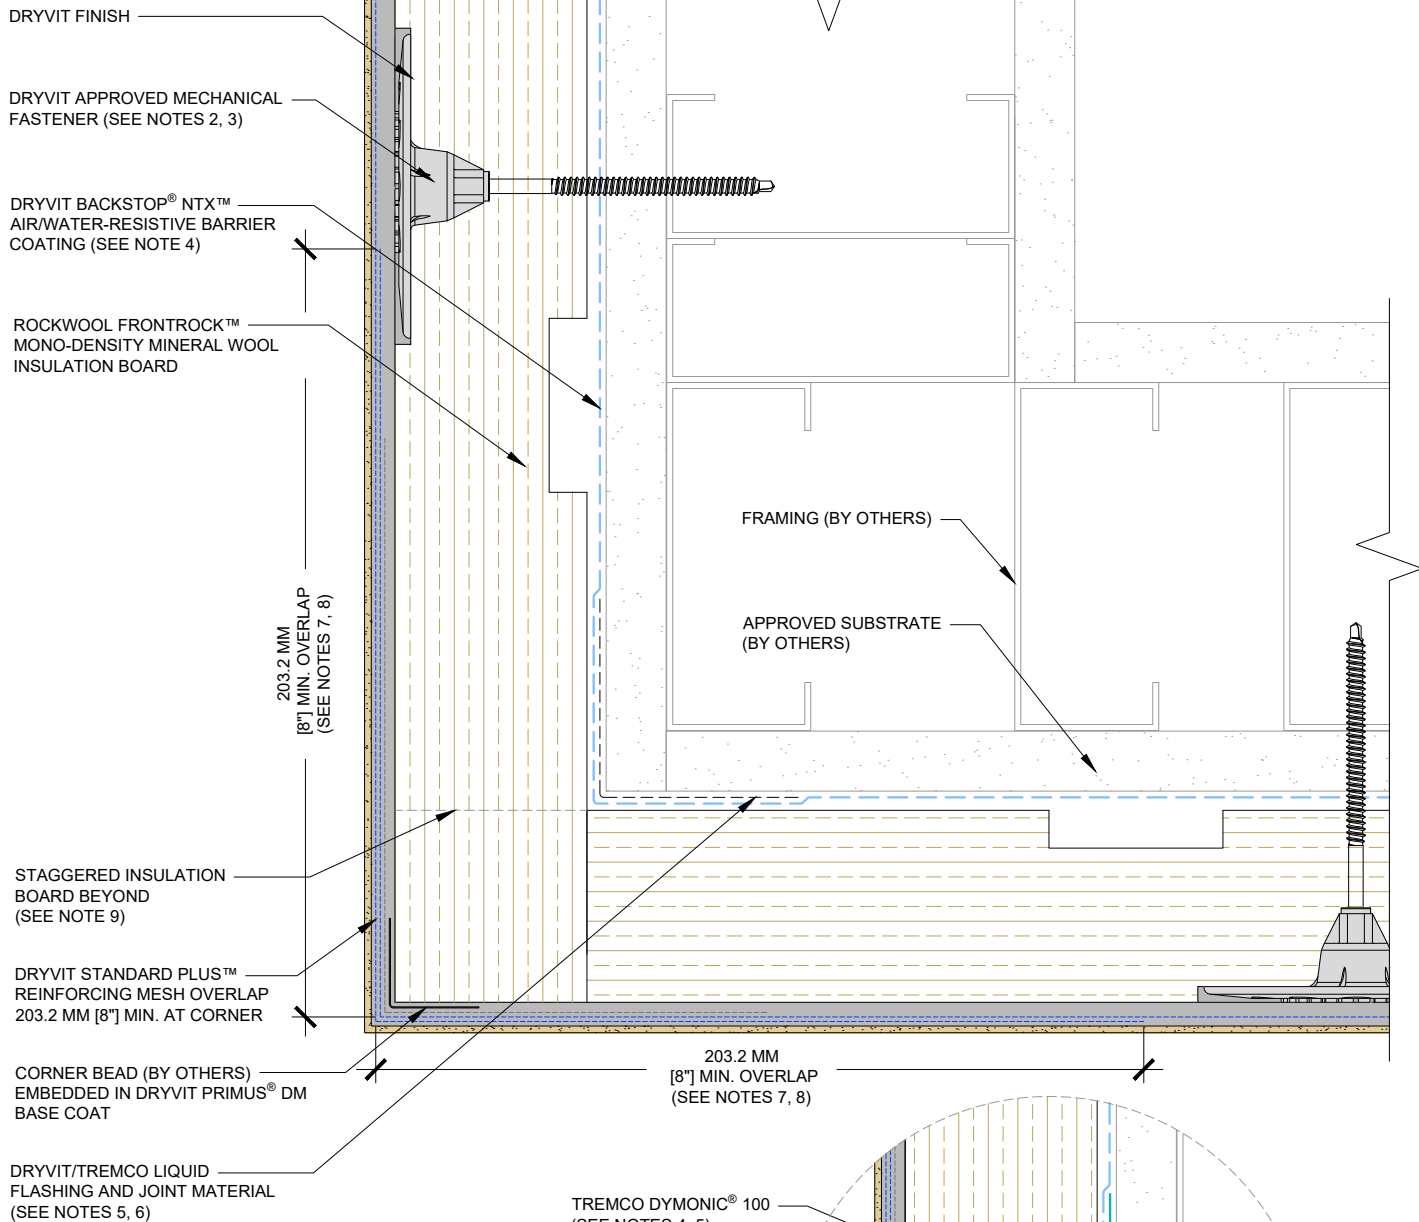 DRYVIT FINISH
DRYVIT APPROVED MECHANICAL
FASTENER (SEE NOTES 2, 3)
DRYVIT BACKSTOP® NTX™
AIR/WATER-RESISTIVE BARRIER
COATING (SEE NOTE 4)
ROCKWOOL FRONTROCK™
MONO-DENSITY MINERAL WOOL
INSULATION BOARD
FRAMING (BY OTHERS)
APPROVED SUBSTRATE
(BY OTHERS)
203.2 MM
[8"] MIN. OVERLAP
(SEE NOTES 7, 8)
STAGGERED INSULATION
BOARD BEYOND
(SEE NOTE 9)
DRYVIT STANDARD PLUS™
REINFORCING MESH OVERLAP
203.2 MM [8"] MIN. AT CORNER
CORNER BEAD (BY OTHERS)
EMBEDDED IN DRYVIT PRIMUS® DM
BASE COAT
203.2 MM
[8"] MIN. OVERLAP
(SEE NOTES 7, 8)
DRYVIT/TREMCO LIQUID
FLASHING AND JOINT MATERIAL
(SEE NOTES 5, 6)
TREMCO DYMONIC® 100
(SEE NOTES 4, 5)